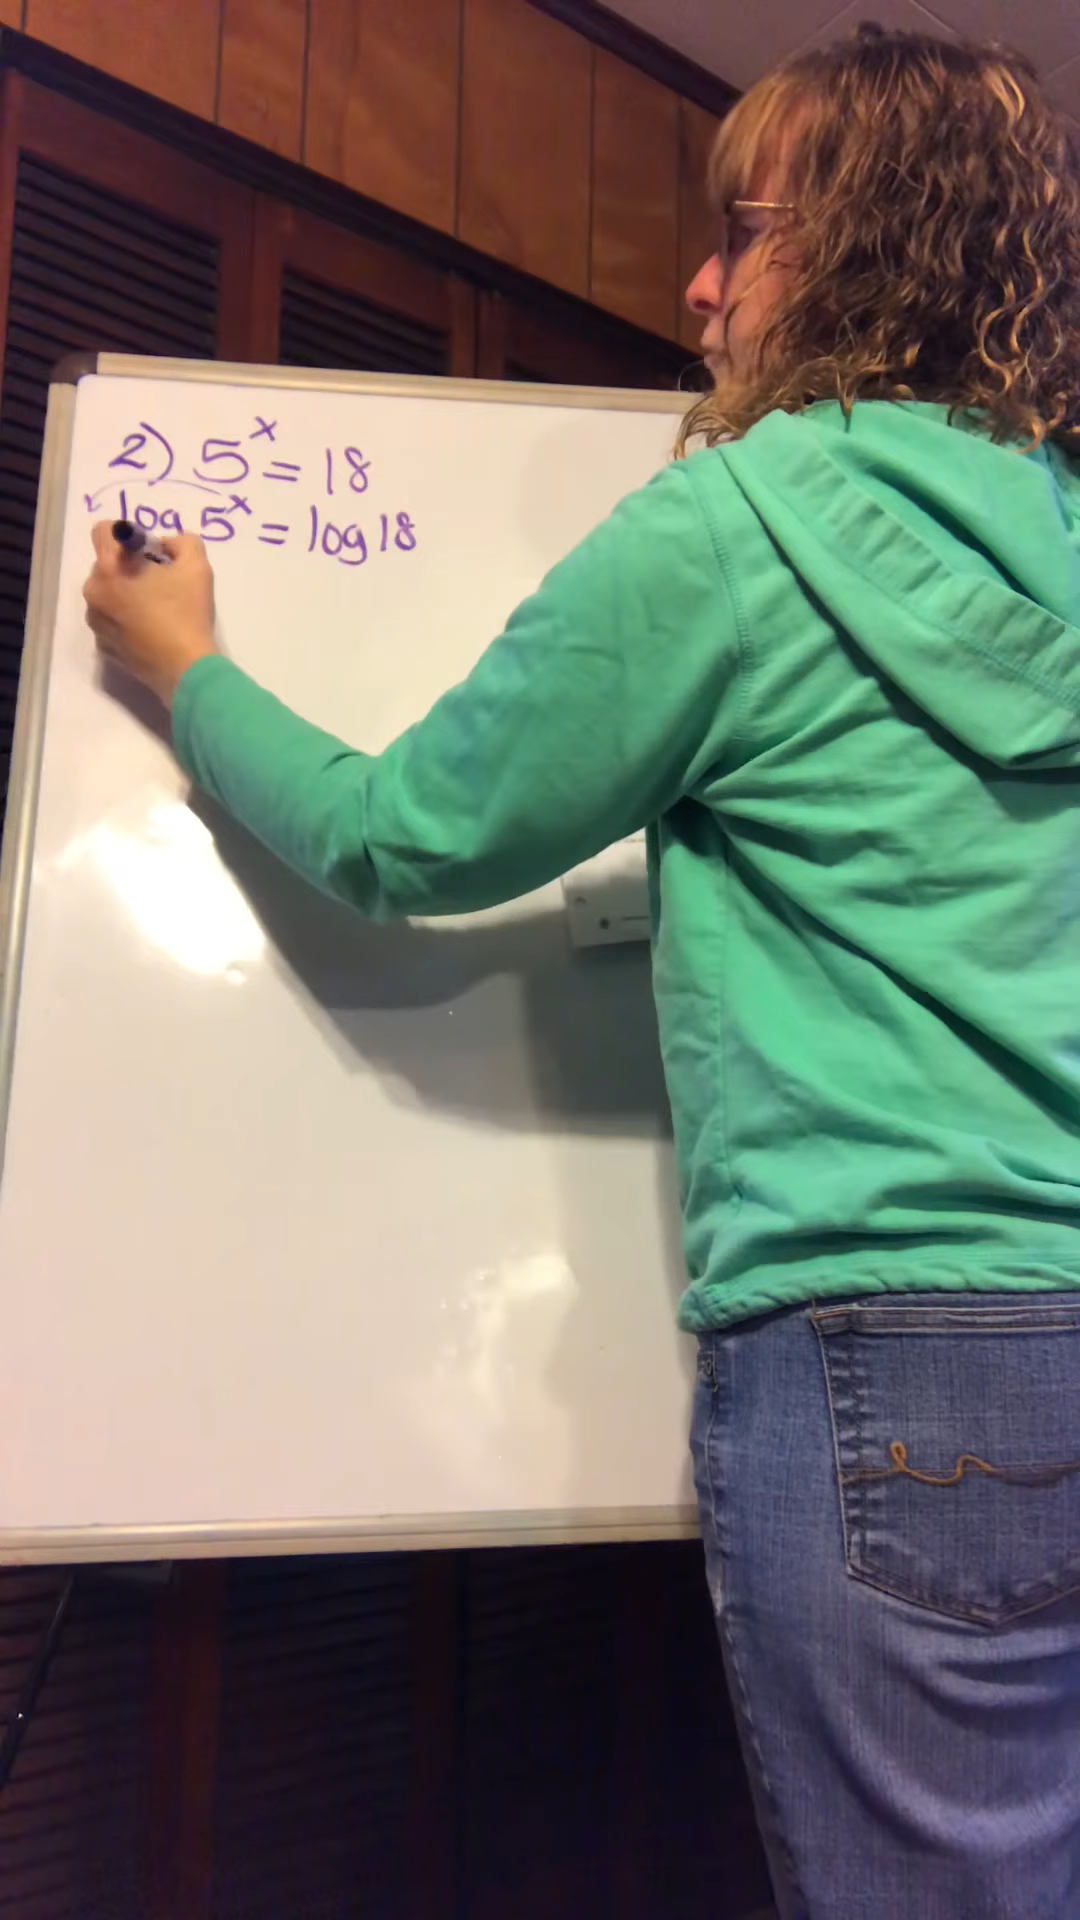 2) 5^x = 18
log 5^x = log 18